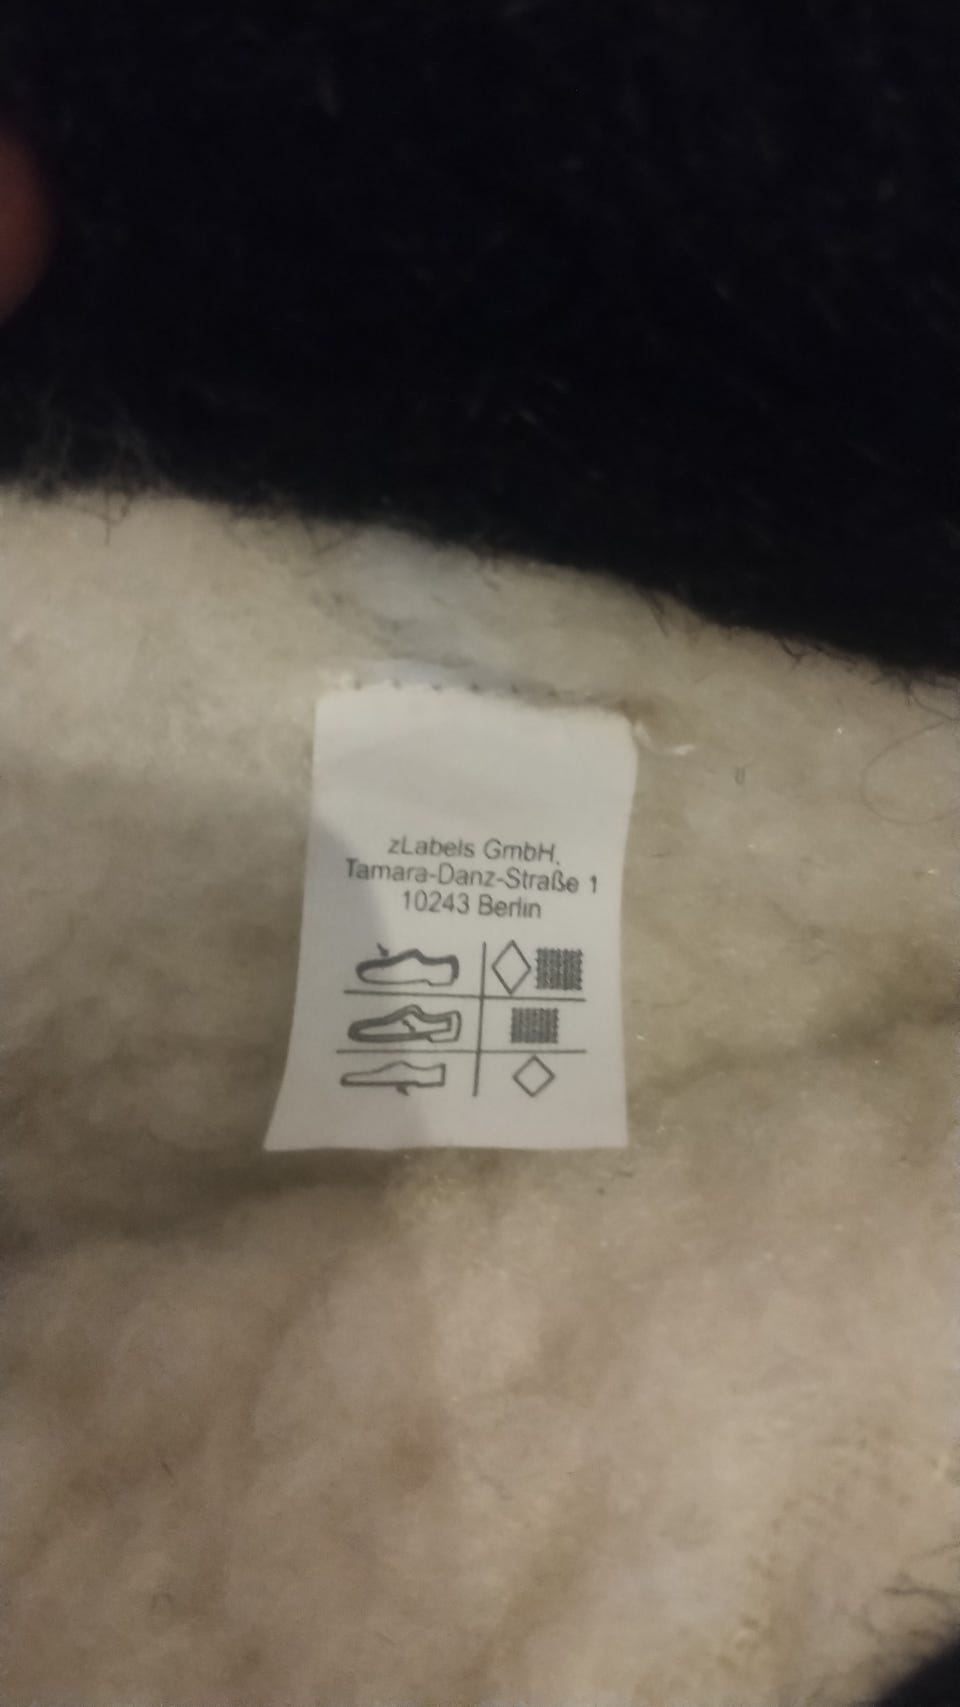 zLabels GmbH,
Tamara-Danz-Straße 1
10243 Berlin